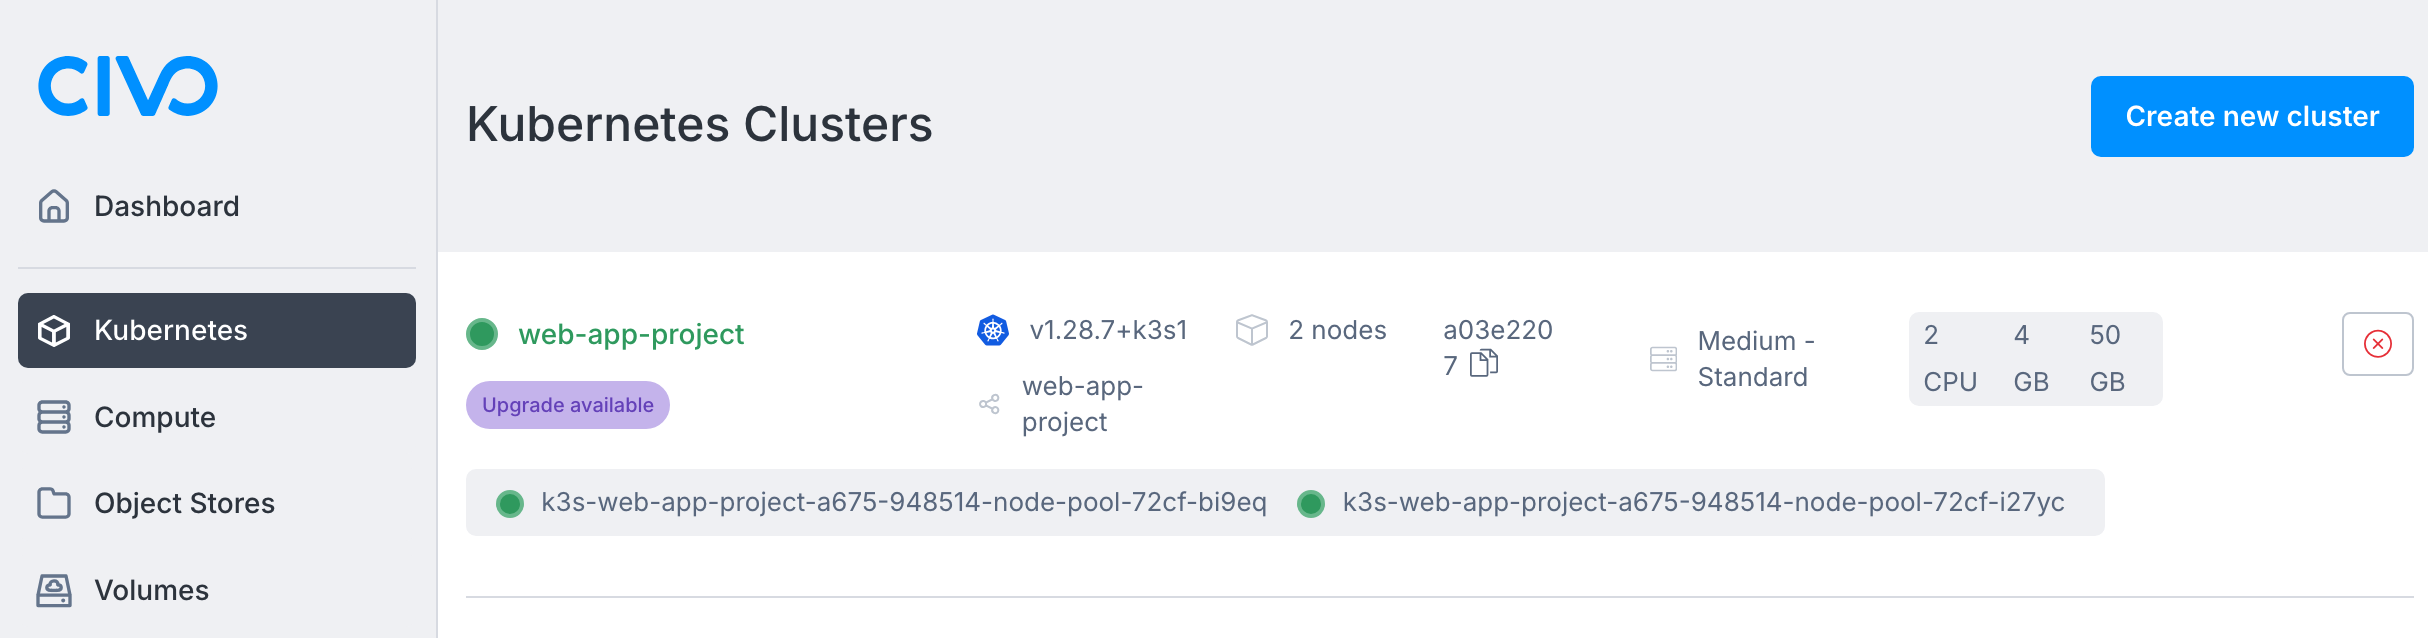 CIVO
Dashboard
Kubernetes
Compute
Object Stores
Volumes
Kubernetes Clusters
Create new cluster
web-app-project
Upgrade available
v1.28.7+k3s1
web-app-
project
2 nodes
a03e220
7
Medium -
Standard
2 4 50
CPU GB GB
k3s-web-app-project-a675-948514-node-pool-72cf-bi9eq k3s-web-app-project-a675-948514-node-pool-72cf-i27yc